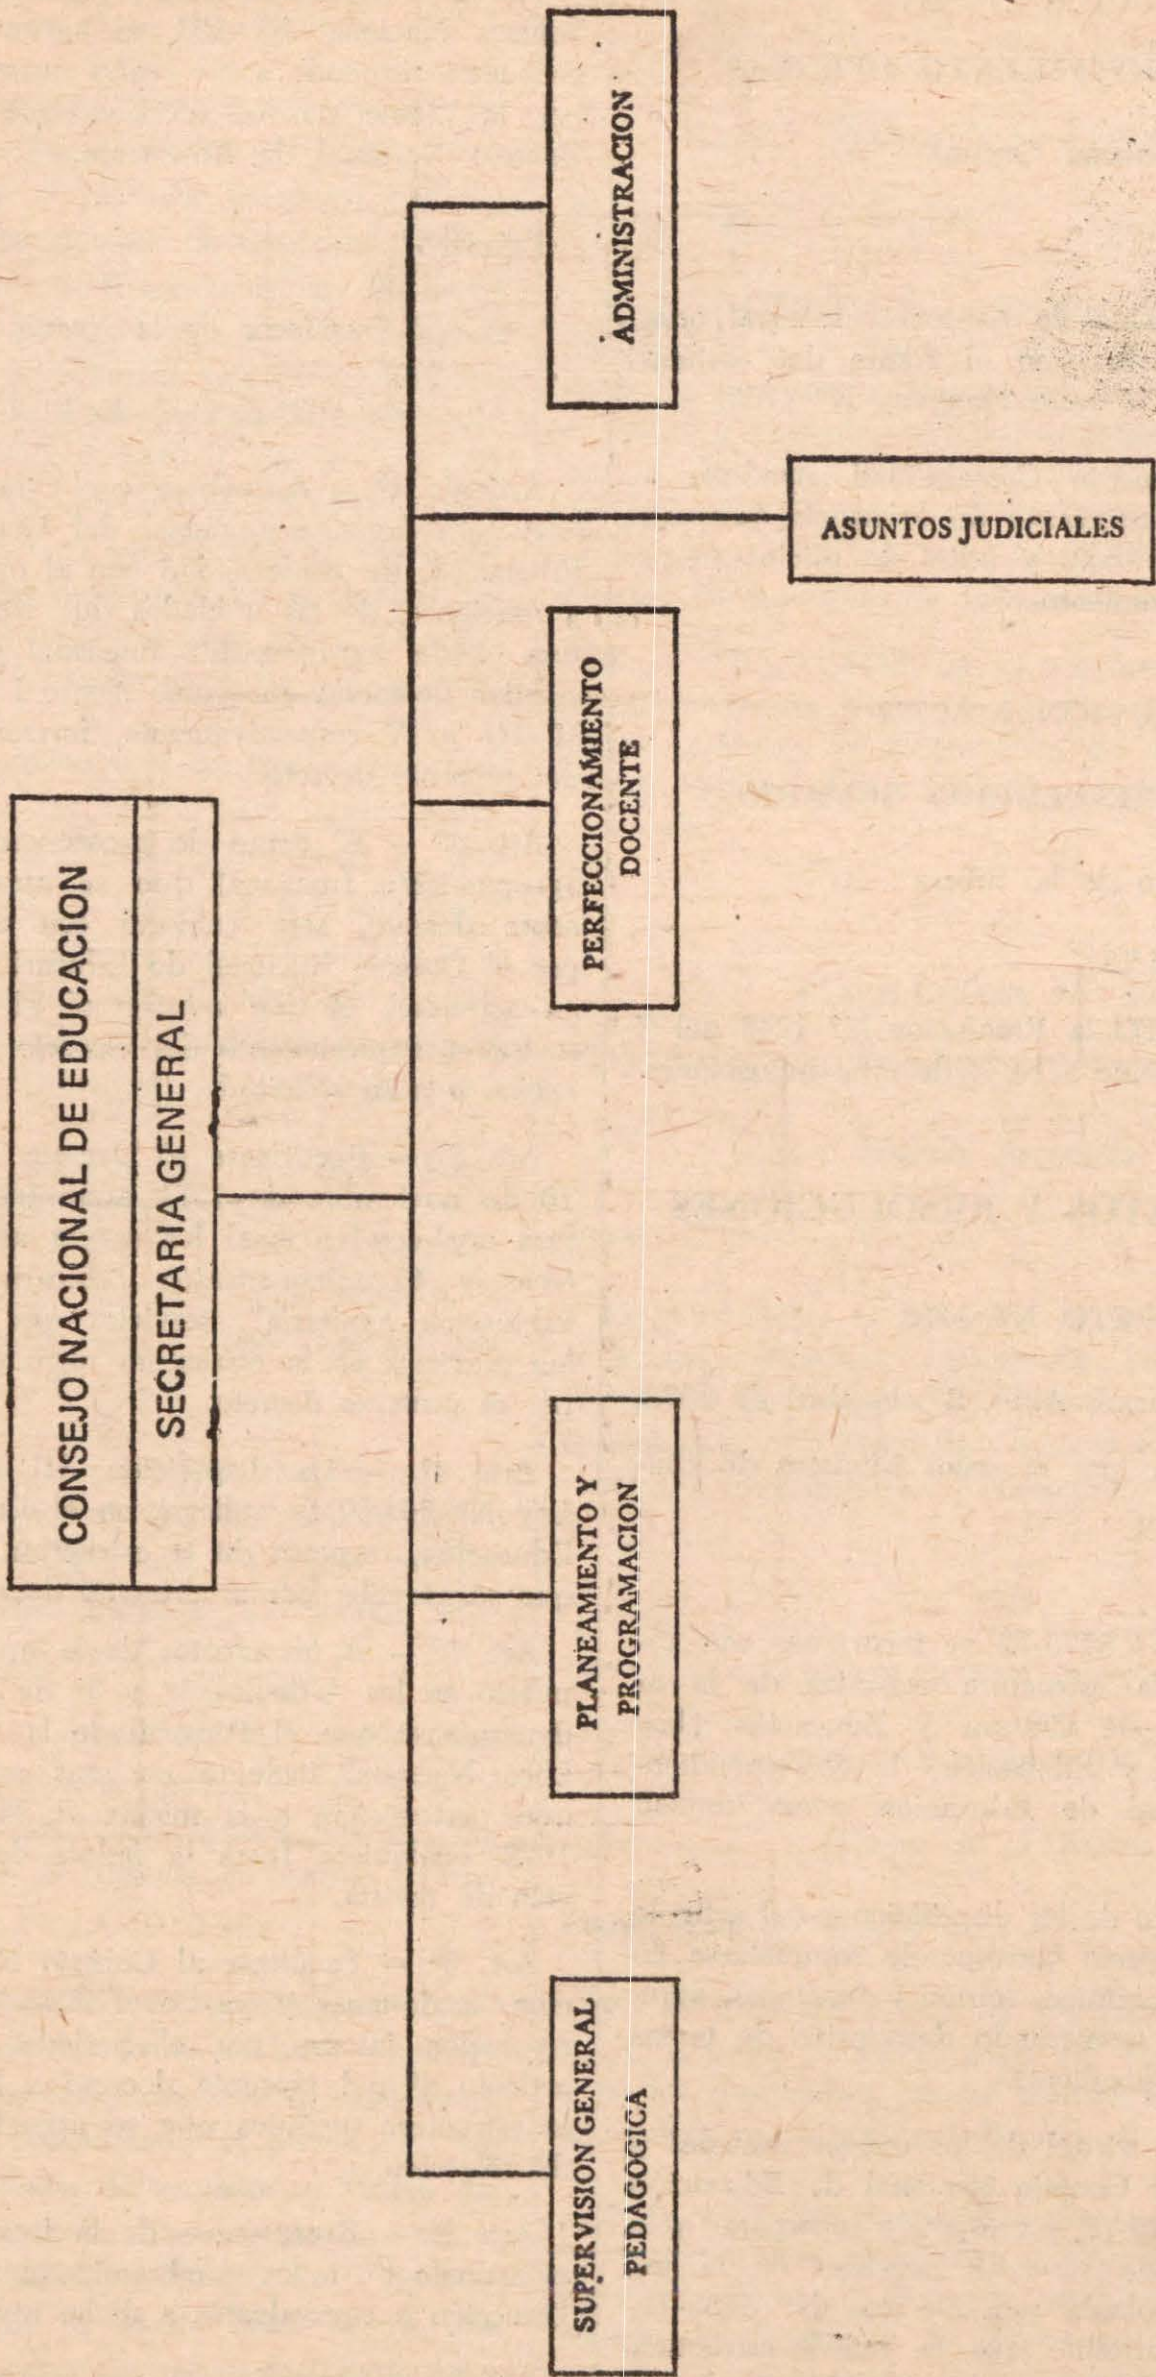 CONSEJO NACIONAL DE EDUCACION
SECRETARIA GENERAL
SUPERVISION GENERAL
PEDAGOGICA
PLANEAMIENTO Y
PROGRAMACION
PERFECCIONAMIENTO
DOCENTE
ASUNTOS JUDICIALES
ADMINISTRACION